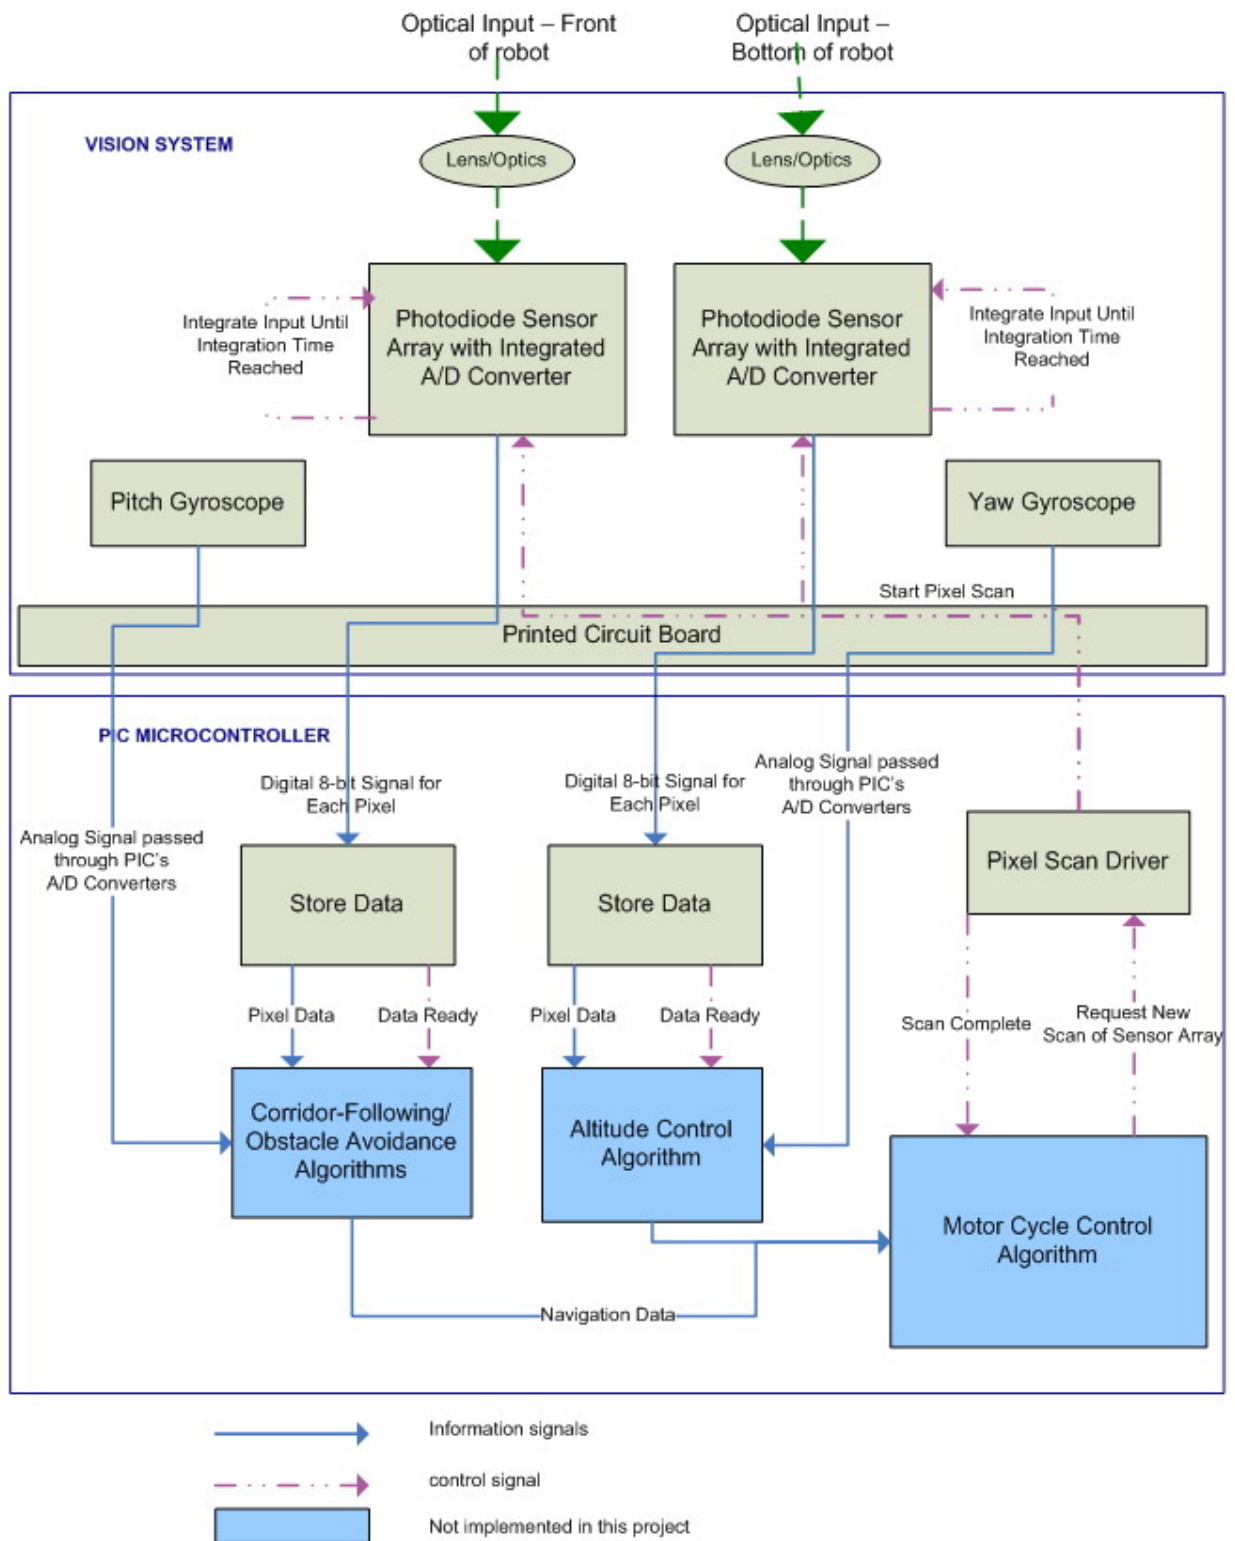 Optical Input – Front
of robot
Optical Input –
Bottom of robot
VISION SYSTEM
Lens/Optics
Lens/Optics
Integrate Input Until
Integration Time
Reached
Photodiode Sensor
Array with Integrated
A/D Converter
Photodiode Sensor
Array with Integrated
A/D Converter
Integrate Input Until
Integration Time
Reached
Pitch Gyroscope
Yaw Gyroscope
Start Pixel Scan
Printed Circuit Board
PIC MICROCONTROLLER
Analog Signal passed
through PIC's
A/D Converters
Digital 8-bit Signal for
Each Pixel
Digital 8-bit Signal for
Each Pixel
Analog Signal passed
through PIC's
A/D Converters
Store Data
Store Data
Pixel Scan Driver
Pixel Data
Data Ready
Pixel Data
Data Ready
Scan Complete
Request New
Scan of Sensor Array
Corridor-Following/
Obstacle Avoidance
Algorithms
Altitude Control
Algorithm
Motor Cycle Control
Algorithm
Navigation Data
Information signals
control signal
Not implemented in this project